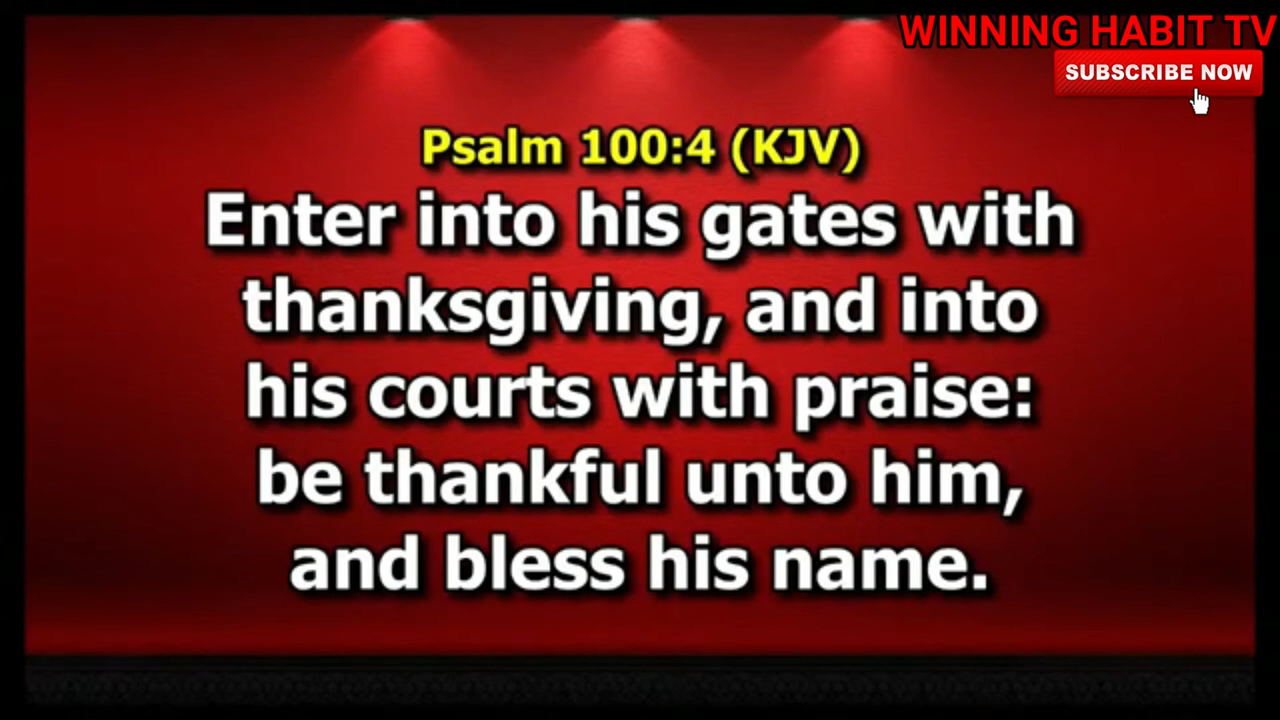 WINNING HABIT TV
SUBSCRIBE NOW
Psalm 100:4 (KJV)
Enter into his gates with
thanksgiving, and into
his courts with praise:
be thankful unto him,
and bless his name.